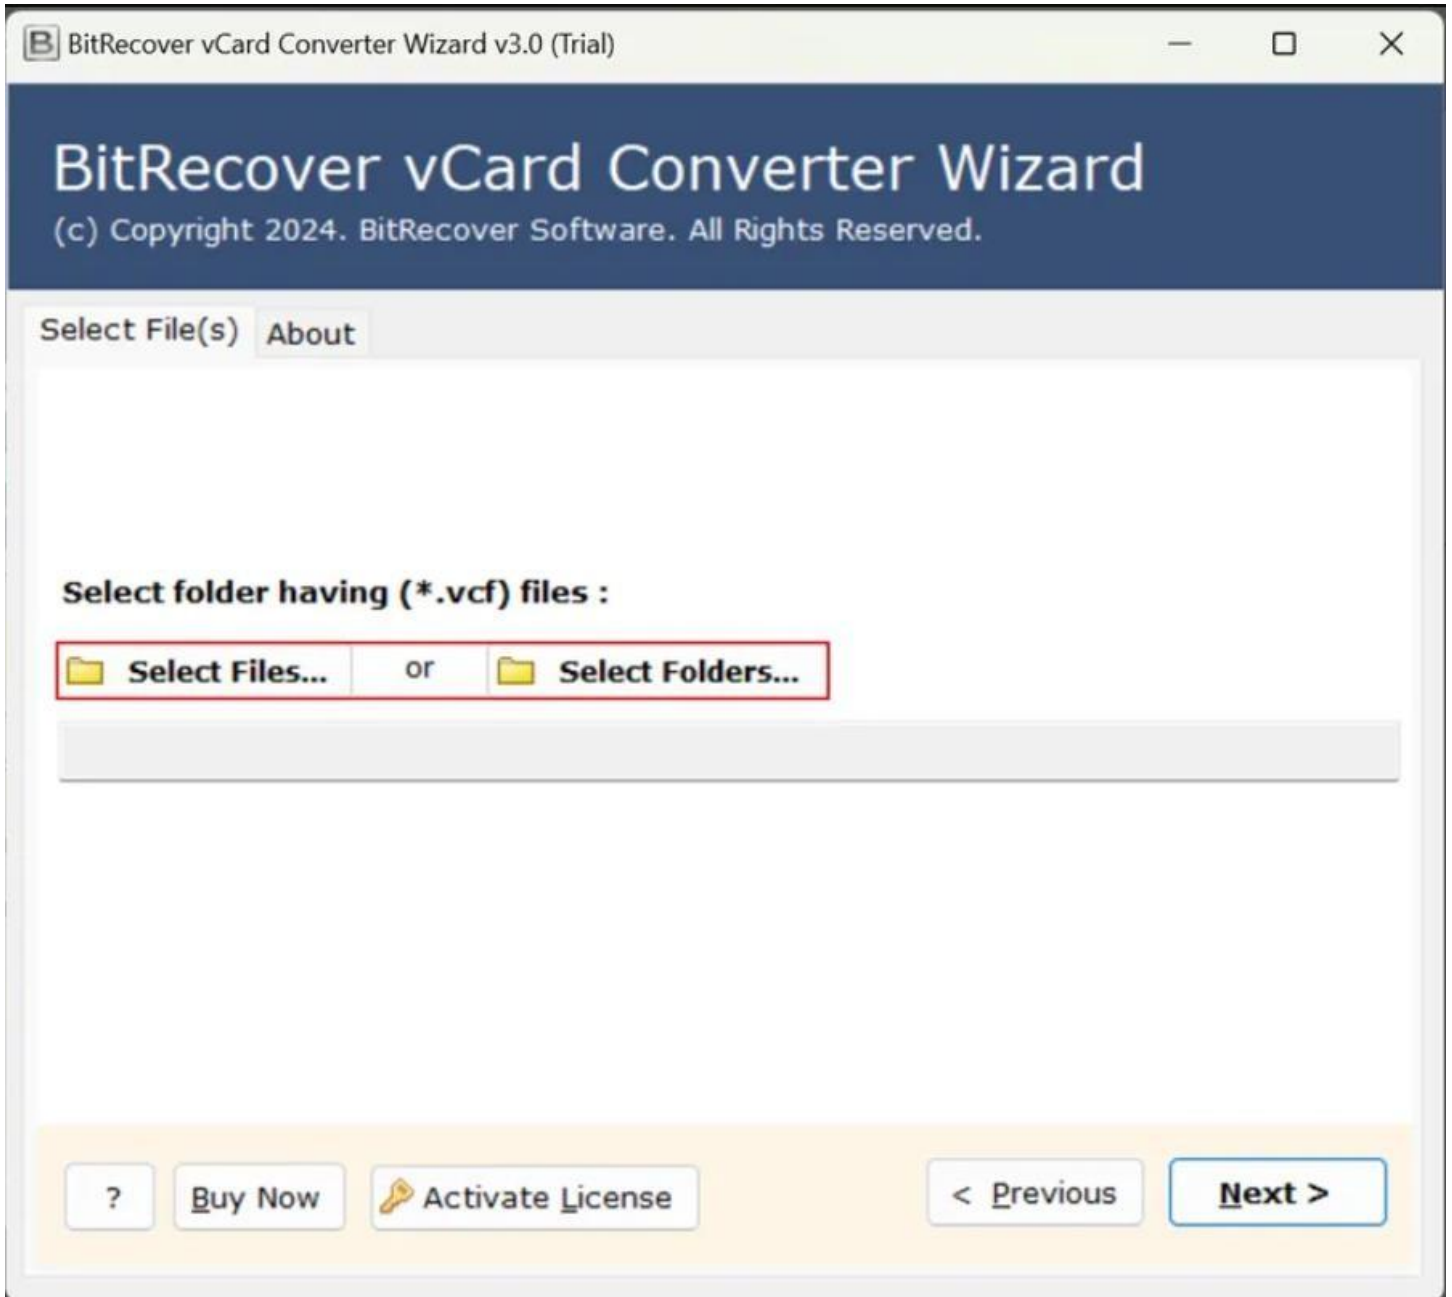 BitRecover vCard Converter Wizard v3.0 (Trial)
BitRecover vCard Converter Wizard
(c) Copyright 2024. BitRecover Software. All Rights Reserved.
Select File(s) About
Select folder having (*.vcf) files :
Select Files... or Select Folders...
? Buy Now Activate License < Previous Next >